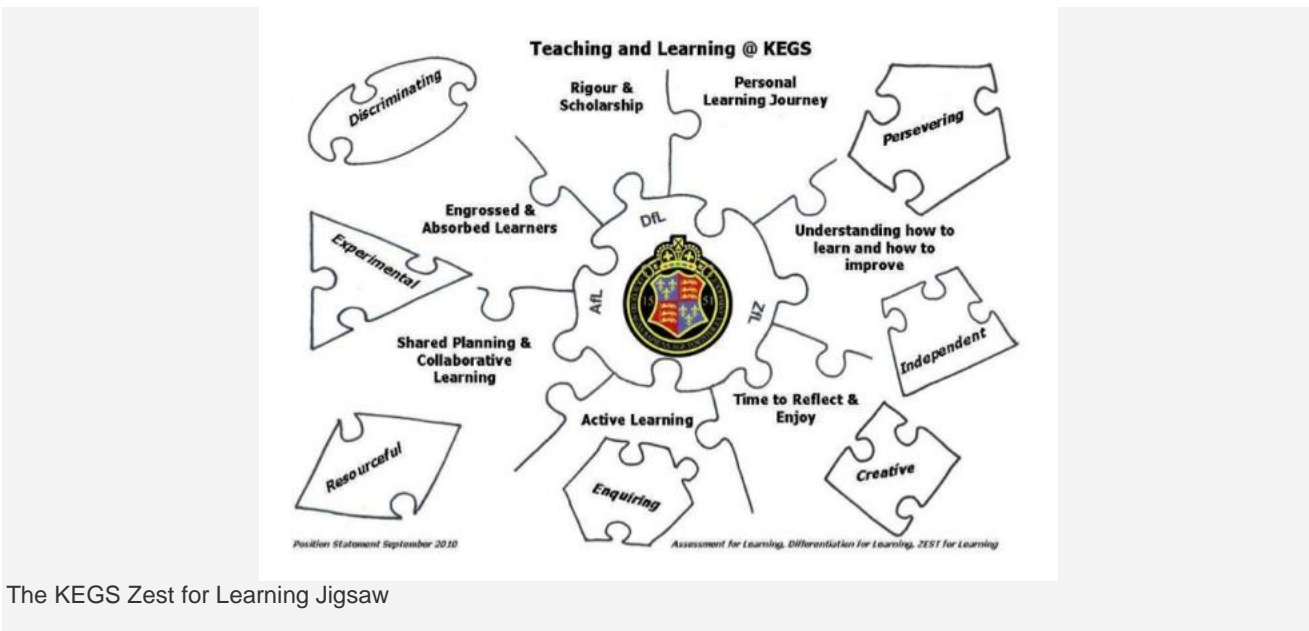 Teaching and Learning @ KEGS
Discriminating
Rigour &
Scholarship
Personal
Learning Journey
Persevering
Engrossed &
Absorbed Learners
DfL
Understanding how to
learn and how to
improve
Experimental
AfL
15 51
ZfL
Independent
Shared Planning &
Collaborative
Learning
Time to Reflect &
Enjoy
Active Learning
Resourceful
Enquiring
Creative
Position Statement September 2010
Assessment for Learning, Differentiation for Learning, ZEST for Learning
The KEGS Zest for Learning Jigsaw